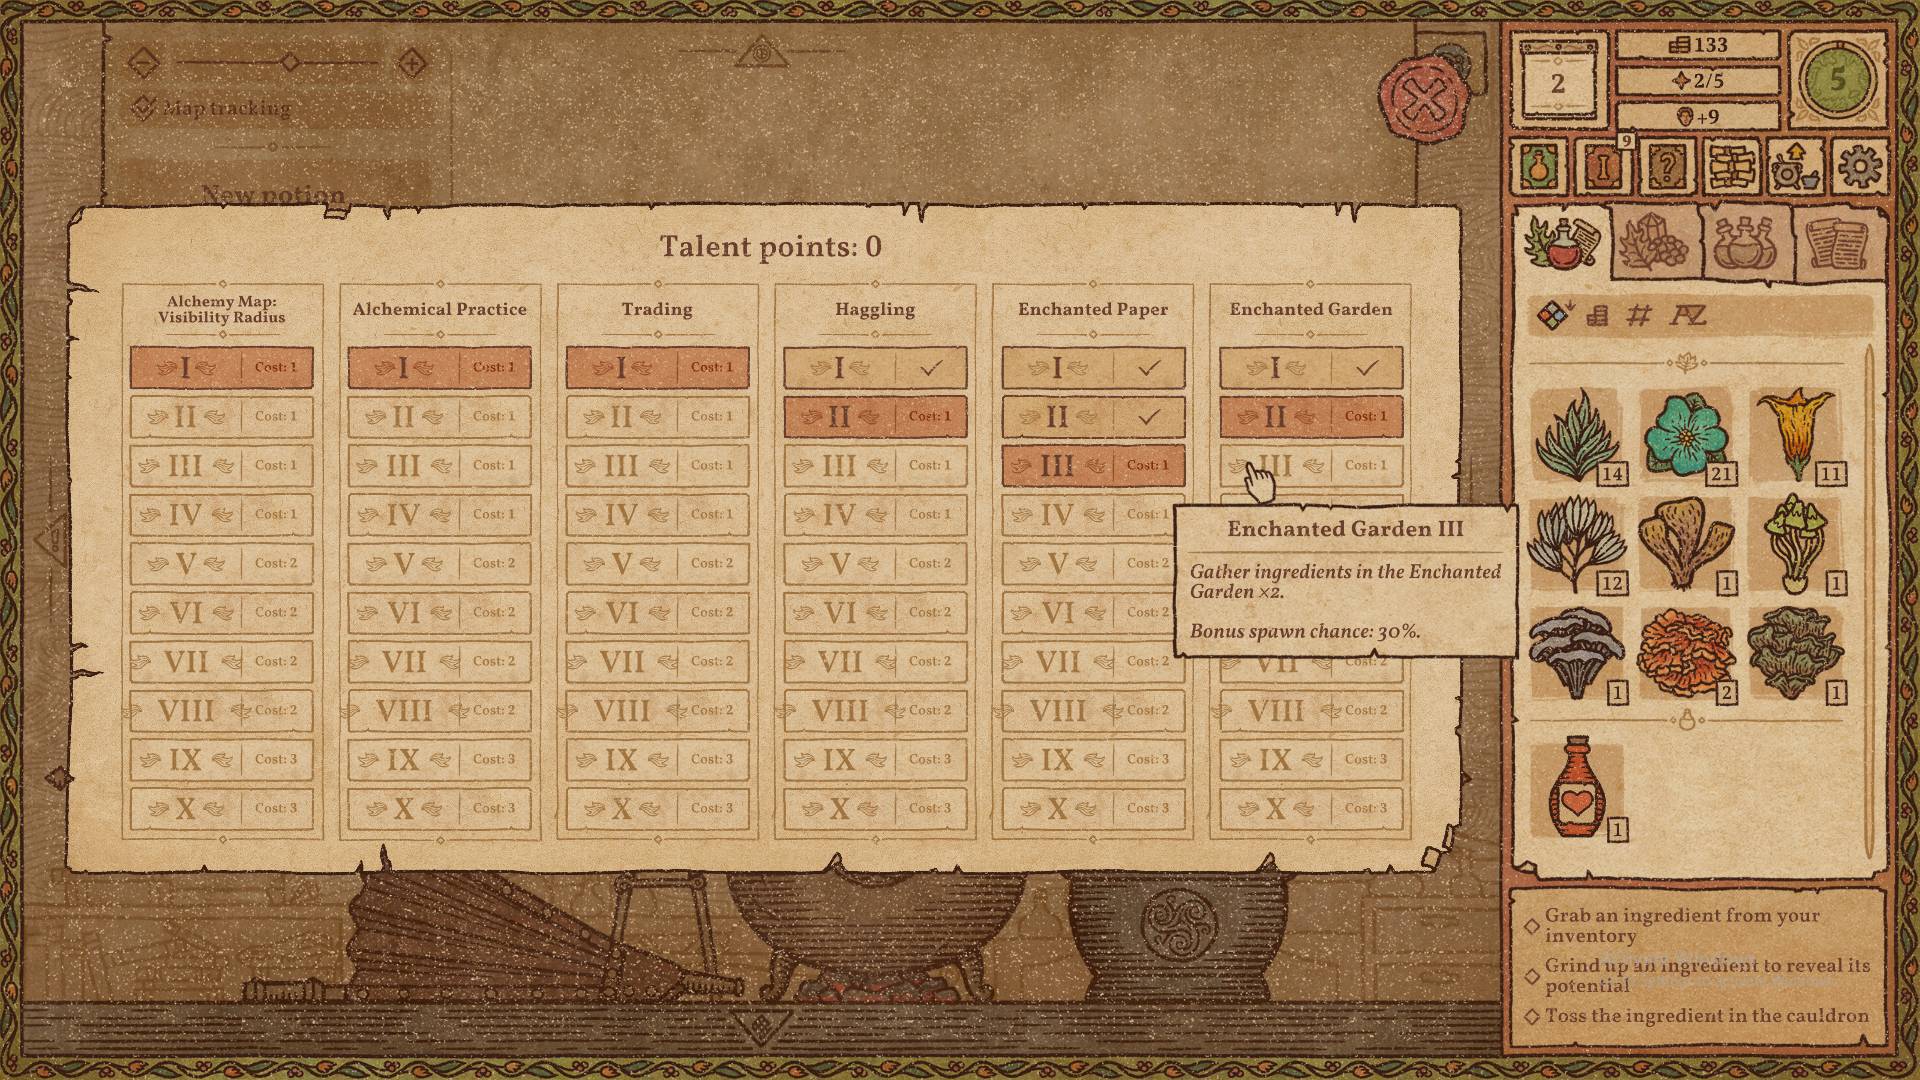 Map tracking
New potion
Talent points: 0
Alchemy Map:
Visibility Radius
I Cost: 1
II Cost: 1
III Cost: 1
IV Cost: 1
V Cost: 2
VI Cost: 2
VII Cost: 2
VIII Cost: 2
IX Cost: 3
X Cost: 3
Alchemical Practice
I Cost: 1
II Cost: 1
III Cost: 1
IV Cost: 1
V Cost: 2
VI Cost: 2
VII Cost: 2
VIII Cost: 2
IX Cost: 3
X Cost: 3
Trading
I Cost: 1
II Cost: 1
III Cost: 1
IV Cost: 1
V Cost: 2
VI Cost: 2
VII Cost: 2
VIII Cost: 2
IX Cost: 3
X Cost: 3
Haggling
I
II Cost: 1
III Cost: 1
IV Cost: 1
V Cost: 2
VI Cost: 2
VII Cost: 2
VIII Cost: 2
IX Cost: 3
X Cost: 3
Enchanted Paper
I
II
III Cost: 1
IV Cost: 1
V Cost: 2
VI Cost: 2
VII Cost: 2
VIII Cost: 2
IX Cost: 3
X Cost: 3
Enchanted Garden
I
II Cost: 1
III Cost: 1
Enchanted Garden III
Gather ingredients in the Enchanted
Garden ×2.
Bonus spawn chance: 30%.
VII Cost: 2
VIII Cost: 2
IX Cost: 3
X Cost: 3
2
133
2/5
+9
5
9
I
?
# AZ
14
21
11
12
1
1
1
2
1
1
Grab an ingredient from your
inventory
Grind up an ingredient to reveal its
potential
Toss the ingredient in the cauldron